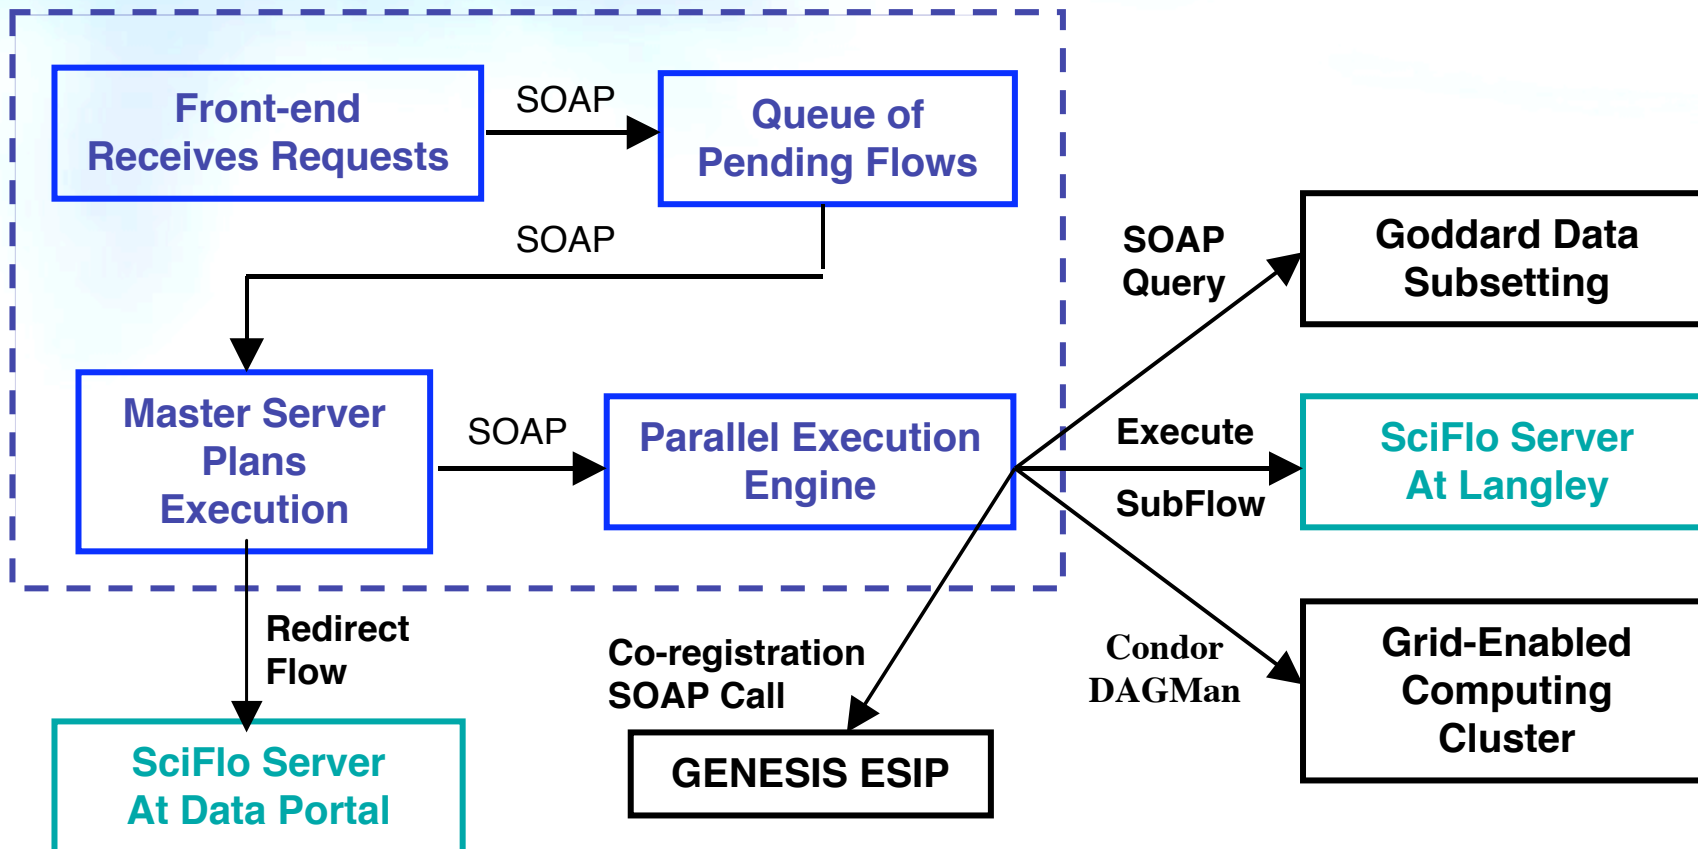 Front-end
Receives Requests
SOAP
Queue of
Pending Flows
SOAP
SOAP
Query
Goddard Data
Subsetting
Master Server
Plans
Execution
SOAP
Parallel Execution
Engine
Execute
SubFlow
SciFlo Server
At Langley
Redirect
Flow
Co-registration
SOAP Call
Condor
DAGMan
Grid-Enabled
Computing
Cluster
SciFlo Server
At Data Portal
GENESIS ESIP